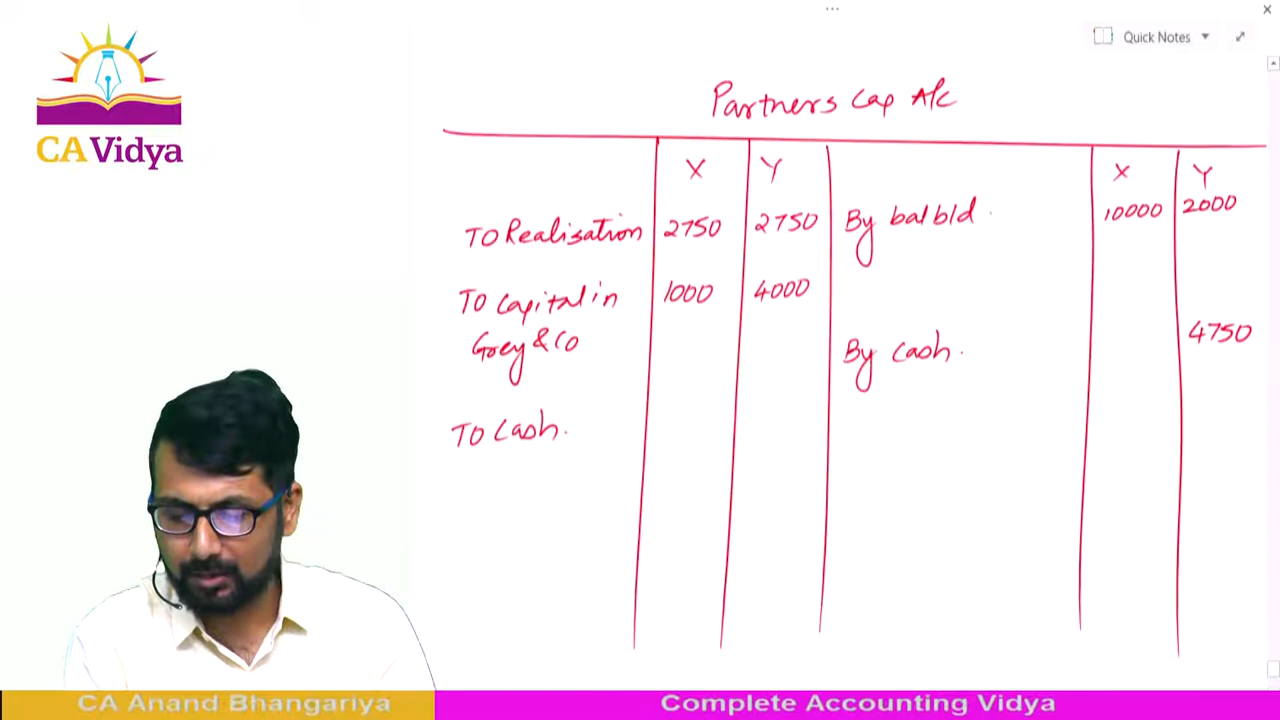 Quick Notes
CA Vidya
Partners Cap A/c
X Y X Y
To Realisation 2750 2750 By bal b/d. 10000 2000
To Capital in 1000 4000
Grey & Co
By cash. 4750
To Cash.
CA Anand Bhangariya
Complete Accounting Vidya